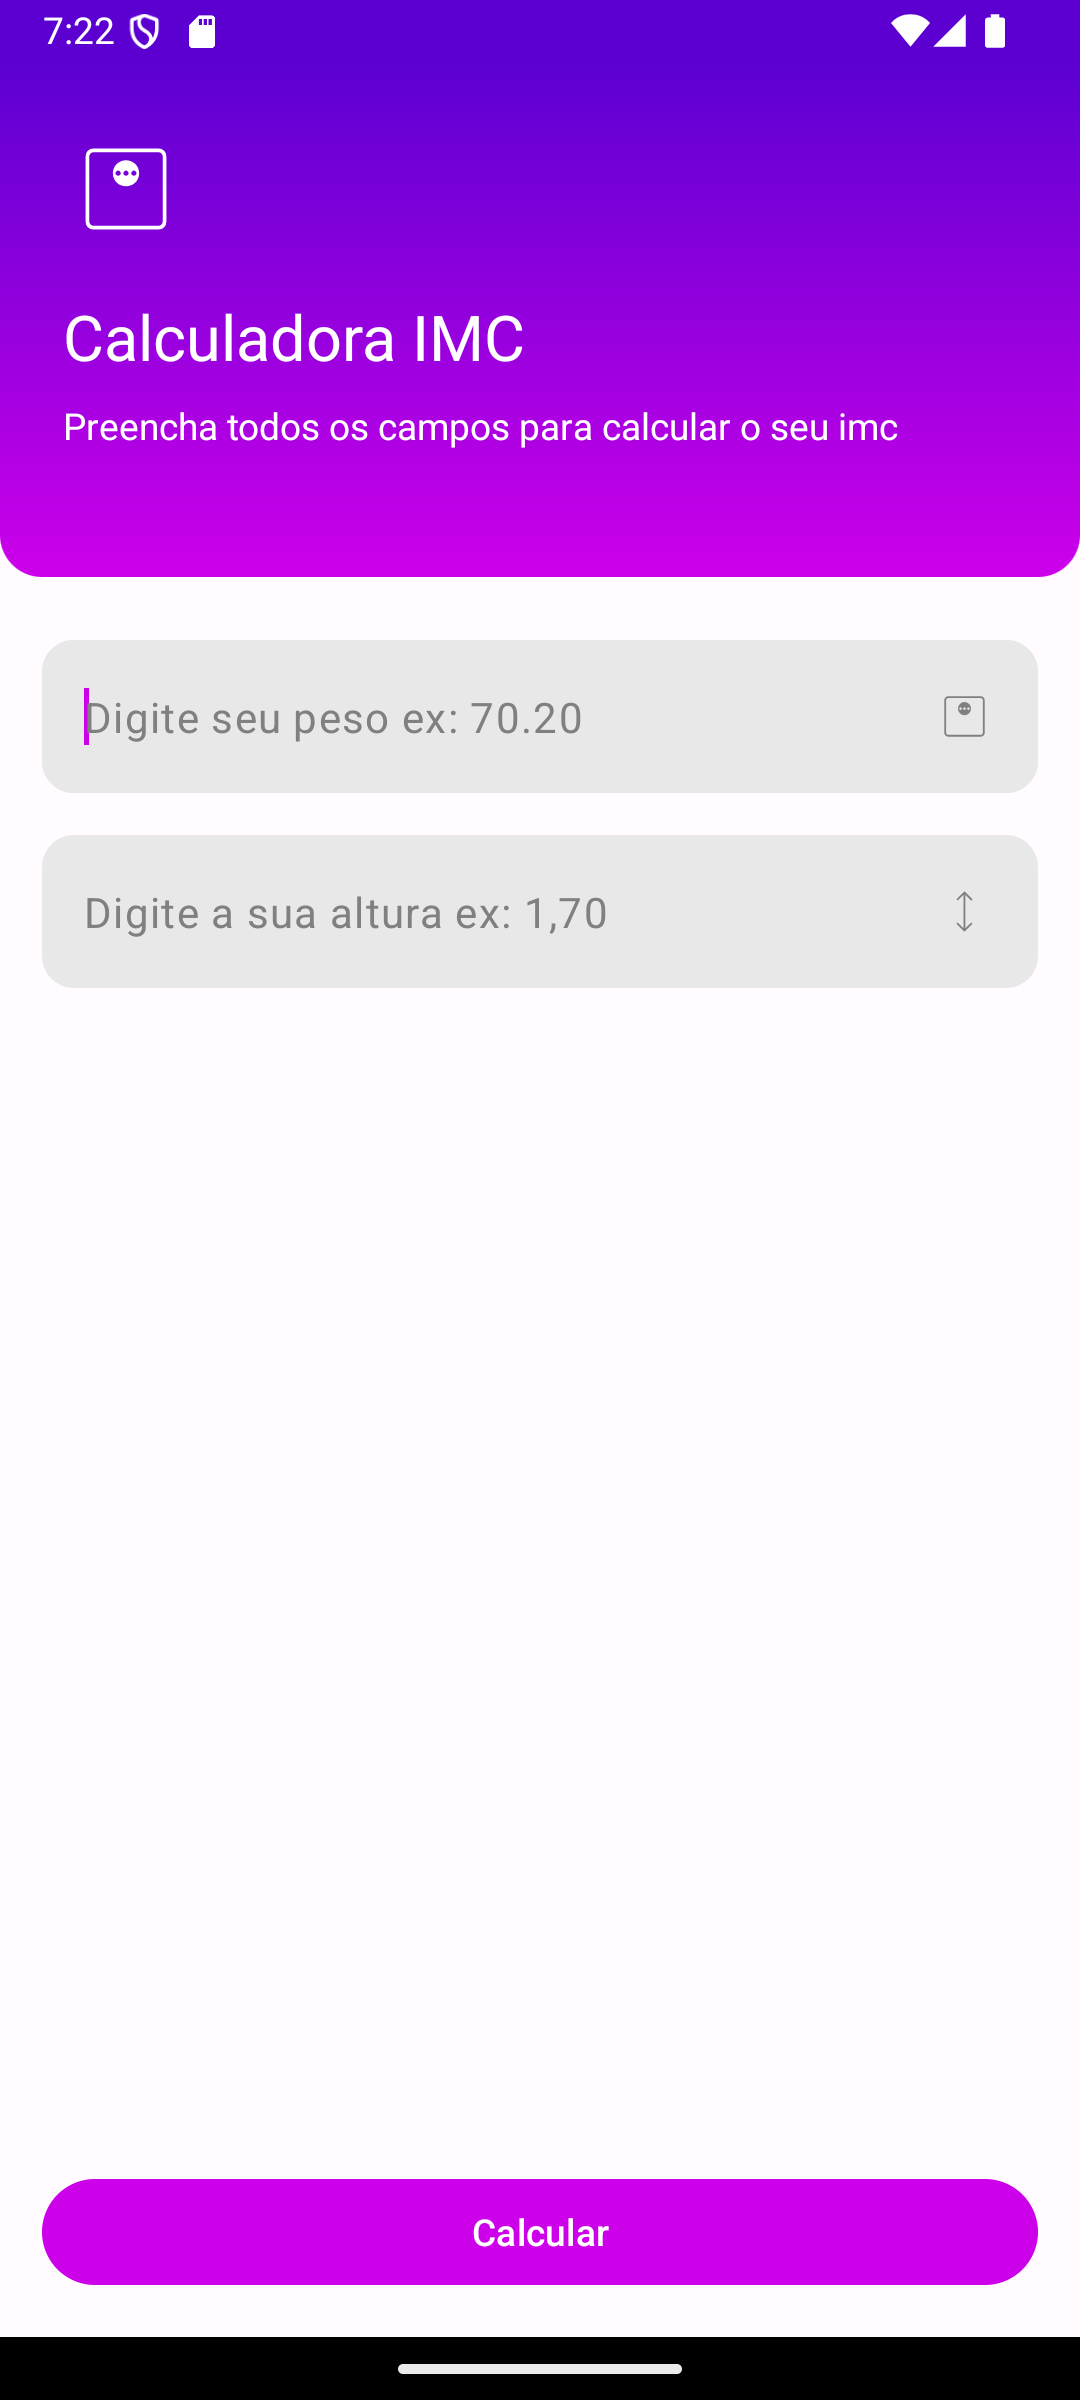 7:22
Calculadora IMC
Preencha todos os campos para calcular o seu imc
Digite seu peso ex: 70.20
Digite a sua altura ex: 1,70
Calcular